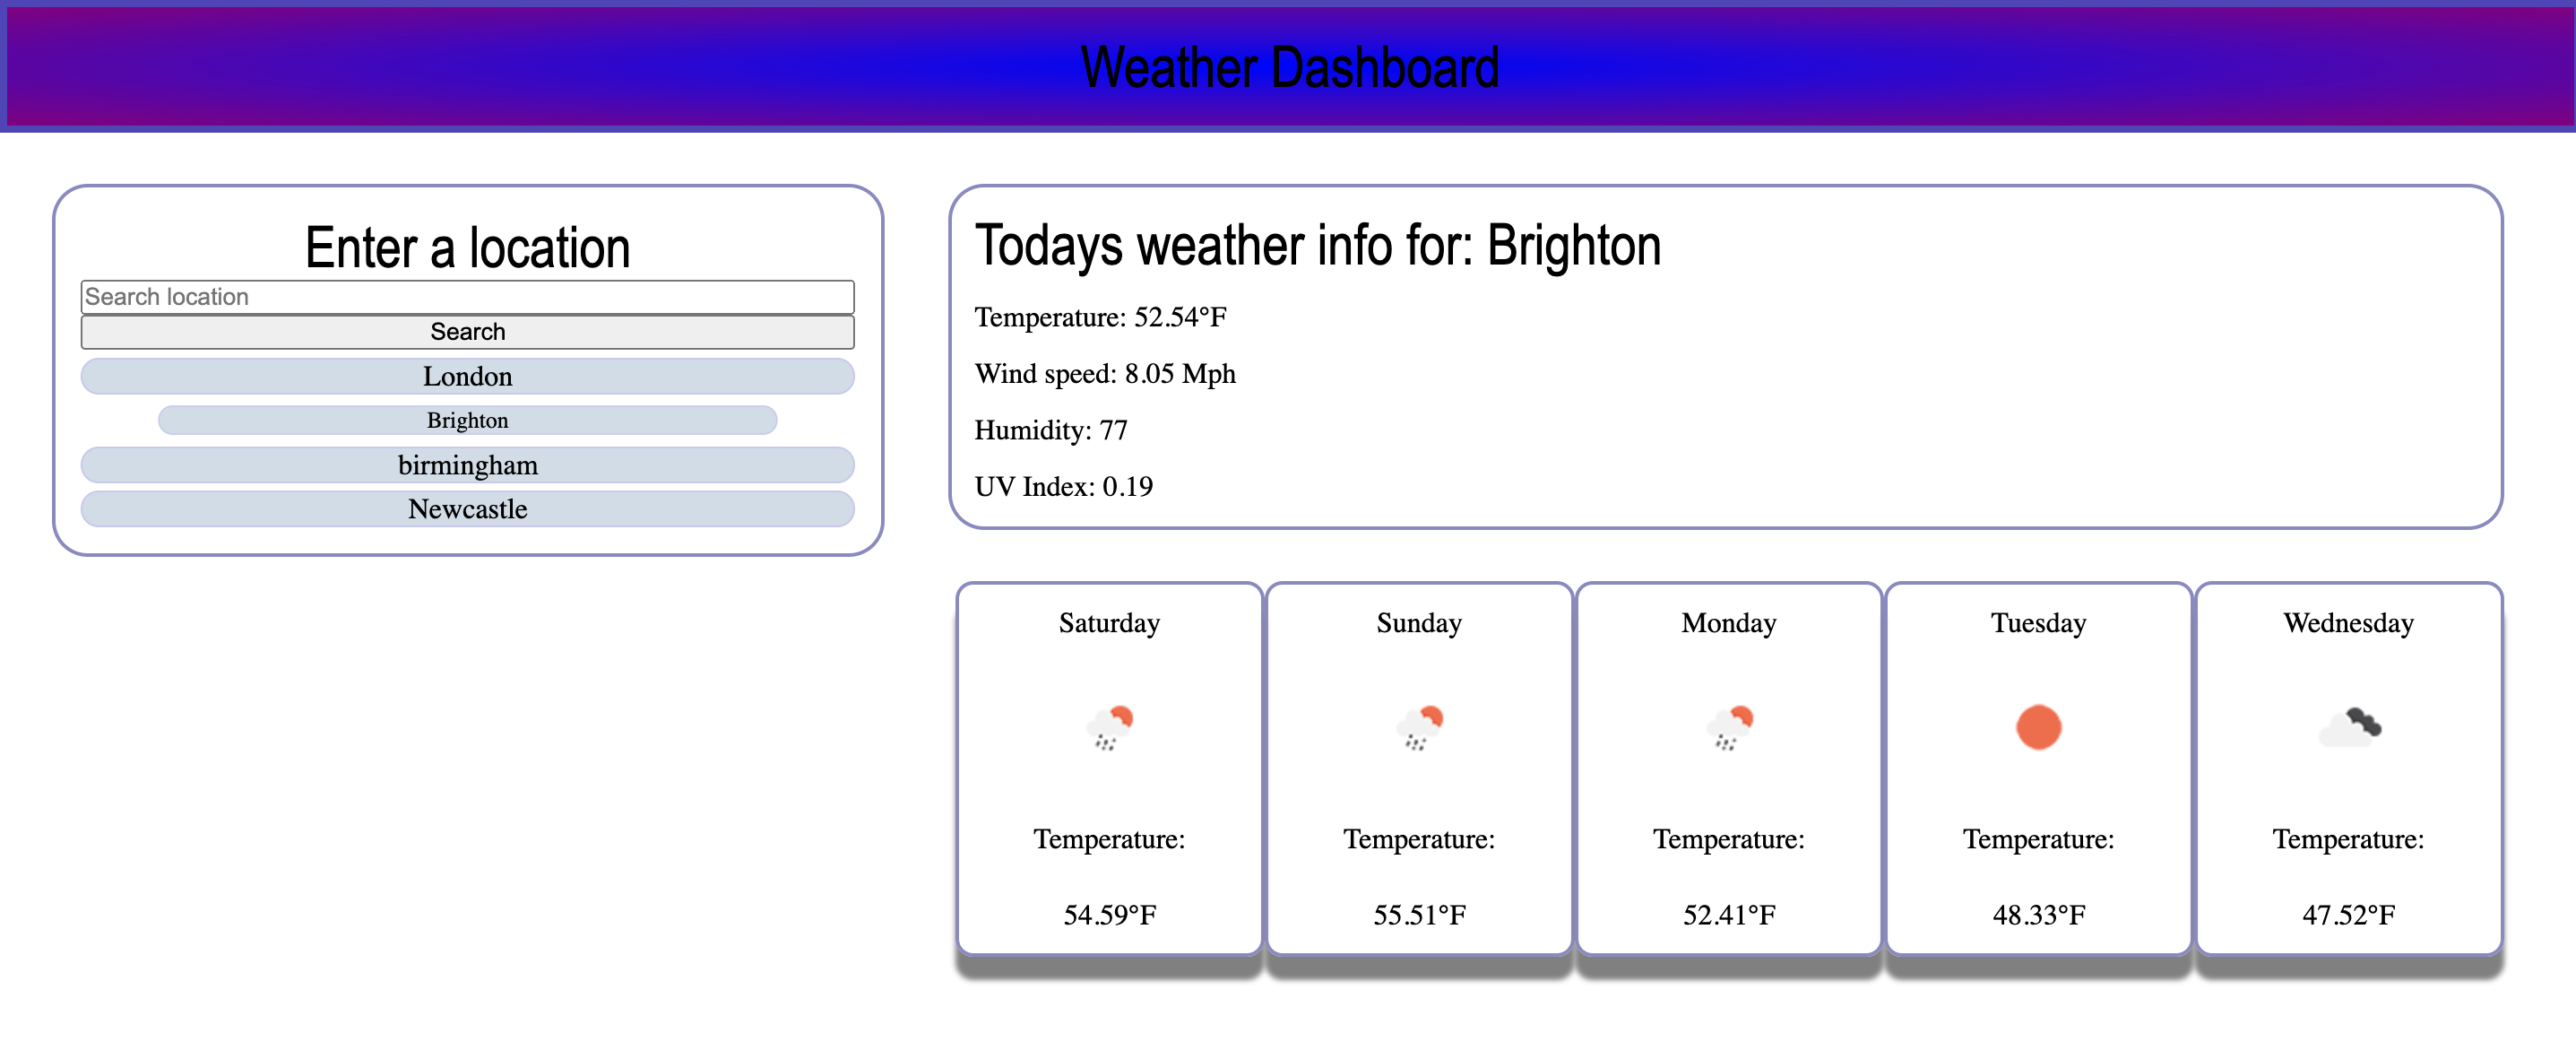 Weather Dashboard
Enter a location
Search location
Search
London
Brighton
birmingham
Newcastle
Todays weather info for: Brighton
Temperature: 52.54°F
Wind speed: 8.05 Mph
Humidity: 77
UV Index: 0.19
Saturday
Temperature:
54.59°F
Sunday
Temperature:
55.51°F
Monday
Temperature:
52.41°F
Tuesday
Temperature:
48.33°F
Wednesday
Temperature:
47.52°F